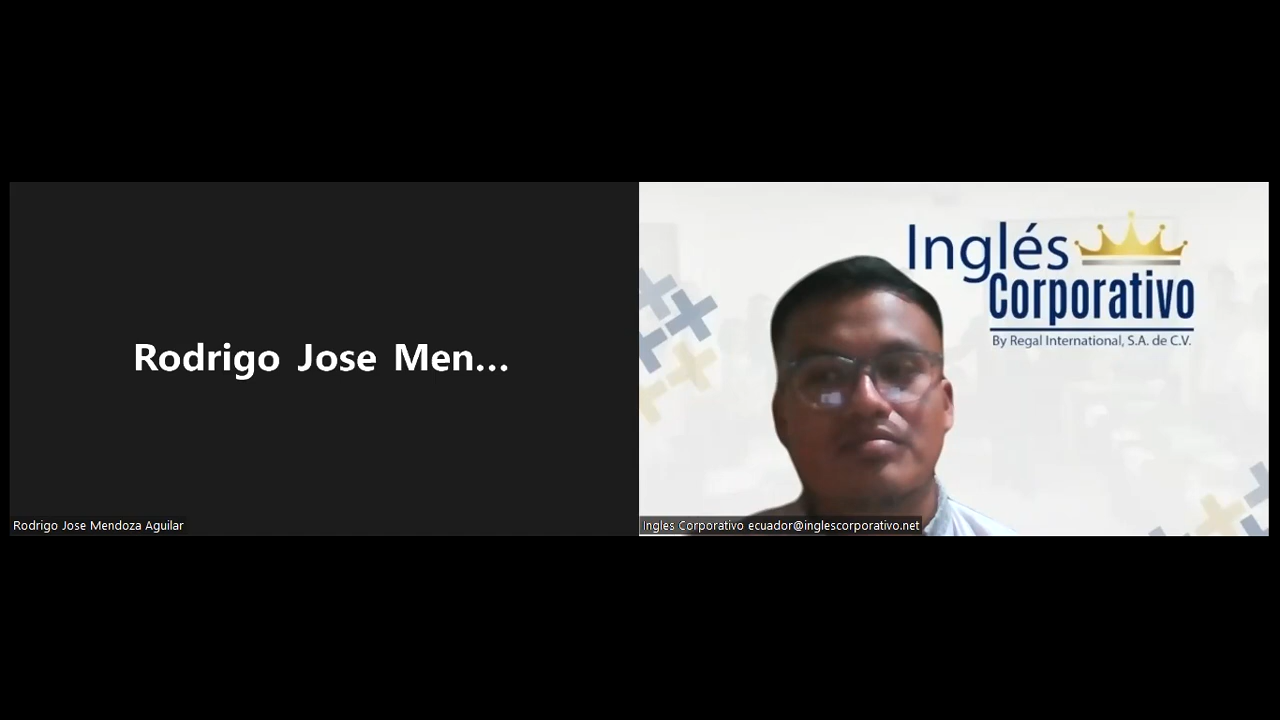 Rodrigo Jose Men...
Rodrigo Jose Mendoza Aguilar
Inglés
Corporativo
By Regal International, S.A. de C.V.
Ingles Corporativo ecuador@inglescorporativo.net